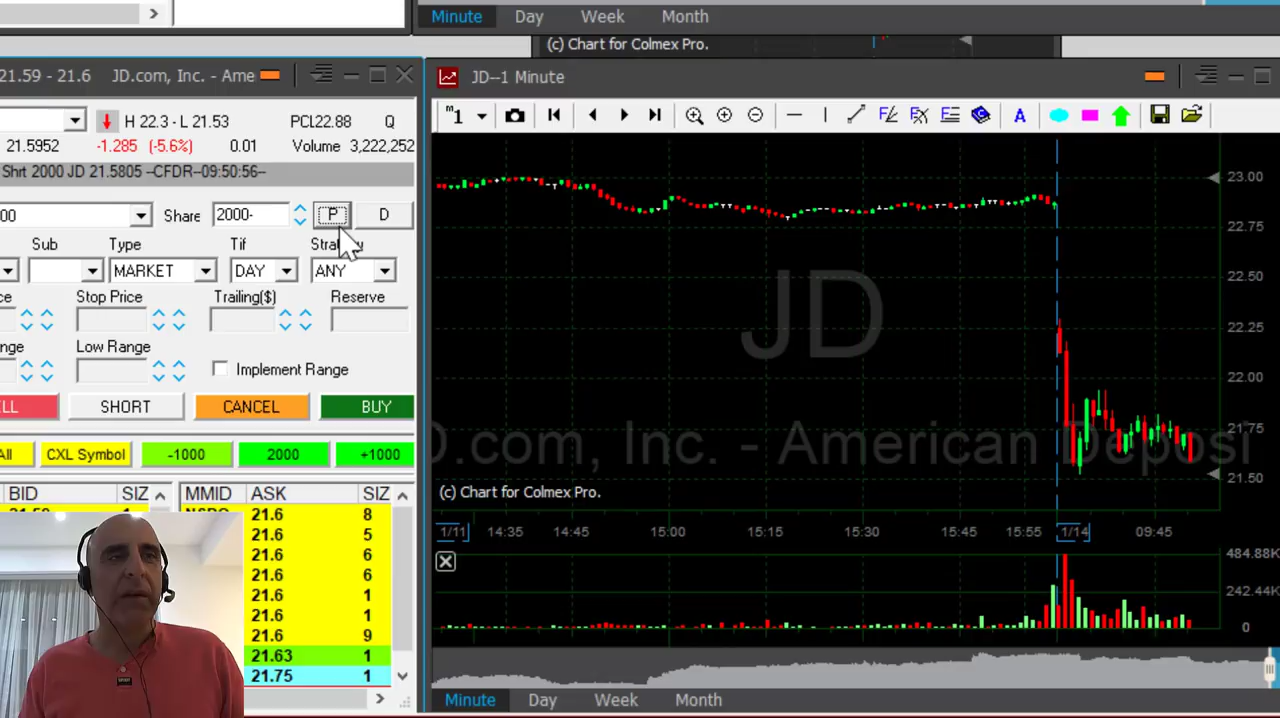 Minute Day Week Month
(c) Chart for Colmex Pro.
21.59 - 21.6 JD.com, Inc. - Ame
JD--1 Minute
m1
A
H 22.3 - L 21.53 PCL22.88 Q
21.5952 -1.285 (-5.6%) 0.01 Volume 3,222,252
Shrt 2000 JD 21.5805 --CFDR--09:50:56--
00 Share 2000- P D
Sub Type Tif
MARKET DAY ANY
ce Stop Price Trailing($) Reserve
nge Low Range
Implement Range
LL SHORT CANCEL BUY
All CXL Symbol -1000 2000 +1000
BID SIZ MMID ASK SIZ
21.6 8
21.6 5
21.6 6
21.6 6
21.6 1
21.6 1
21.6 9
21.63 1
21.75 1
JD
D.com, Inc. - American Deposi
23.00
22.75
22.50
22.25
22.00
21.75
21.50
(c) Chart for Colmex Pro.
1/11 14:35 14:45 15:00 15:15 15:30 15:45 15:55 1/14 09:45
484.88K
242.44K
0
Minute Day Week Month